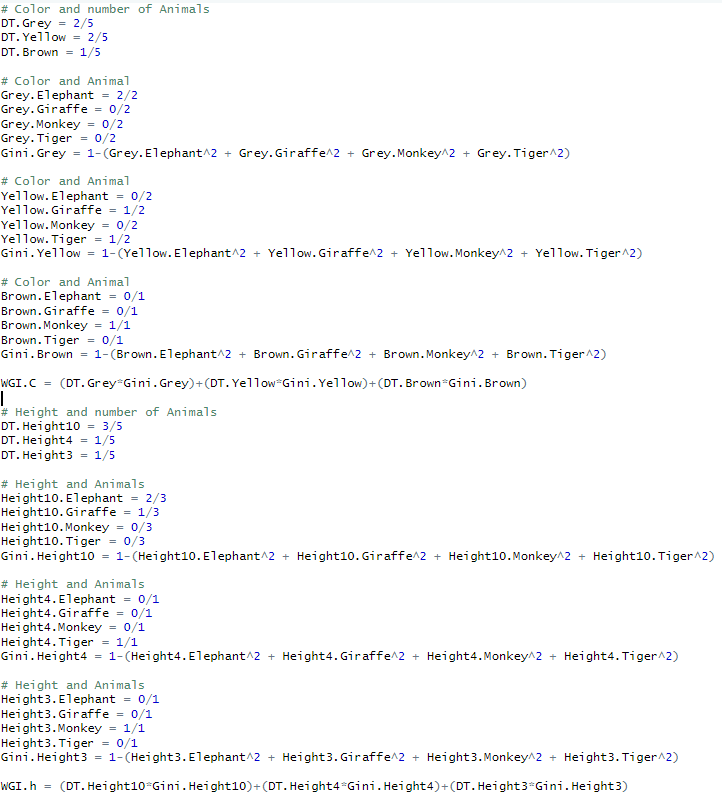 # Color and number of Animals
DT.Grey = 2/5
DT.Yellow = 2/5
DT.Brown = 1/5
# Color and Animal
Grey.Elephant = 2/2
Grey.Giraffe = 0/2
Grey.Monkey = 0/2
Grey.Tiger = 0/2
Gini.Grey = 1-(Grey.Elephant^2 + Grey.Giraffe^2 + Grey.Monkey^2 + Grey.Tiger^2)
# Color and Animal
Yellow.Elephant = 0/2
Yellow.Giraffe = 1/2
Yellow.Monkey = 0/2
Yellow.Tiger = 1/2
Gini.Yellow = 1-(Yellow.Elephant^2 + Yellow.Giraffe^2 + Yellow.Monkey^2 + Yellow.Tiger^2)
# Color and Animal
Brown.Elephant = 0/1
Brown.Giraffe = 0/1
Brown.Monkey = 1/1
Brown.Tiger = 0/1
Gini.Brown = 1-(Brown.Elephant^2 + Brown.Giraffe^2 + Brown.Monkey^2 + Brown.Tiger^2)
WGI.C = (DT.Grey*Gini.Grey)+(DT.Yellow*Gini.Yellow)+(DT.Brown*Gini.Brown)
# Height and number of Animals
DT.Height10 = 3/5
DT.Height4 = 1/5
DT.Height3 = 1/5
# Height and Animals
Height10.Elephant = 2/3
Height10.Giraffe = 1/3
Height10.Monkey = 0/3
Height10.Tiger = 0/3
Gini.Height10 = 1-(Height10.Elephant^2 + Height10.Giraffe^2 + Height10.Monkey^2 + Height10.Tiger^2)
# Height and Animals
Height4.Elephant = 0/1
Height4.Giraffe = 0/1
Height4.Monkey = 0/1
Height4.Tiger = 1/1
Gini.Height4 = 1-(Height4.Elephant^2 + Height4.Giraffe^2 + Height4.Monkey^2 + Height4.Tiger^2)
# Height and Animals
Height3.Elephant = 0/1
Height3.Giraffe = 0/1
Height3.Monkey = 1/1
Height3.Tiger = 0/1
Gini.Height3 = 1-(Height3.Elephant^2 + Height3.Giraffe^2 + Height3.Monkey^2 + Height3.Tiger^2)
WGI.h = (DT.Height10*Gini.Height10)+(DT.Height4*Gini.Height4)+(DT.Height3*Gini.Height3)